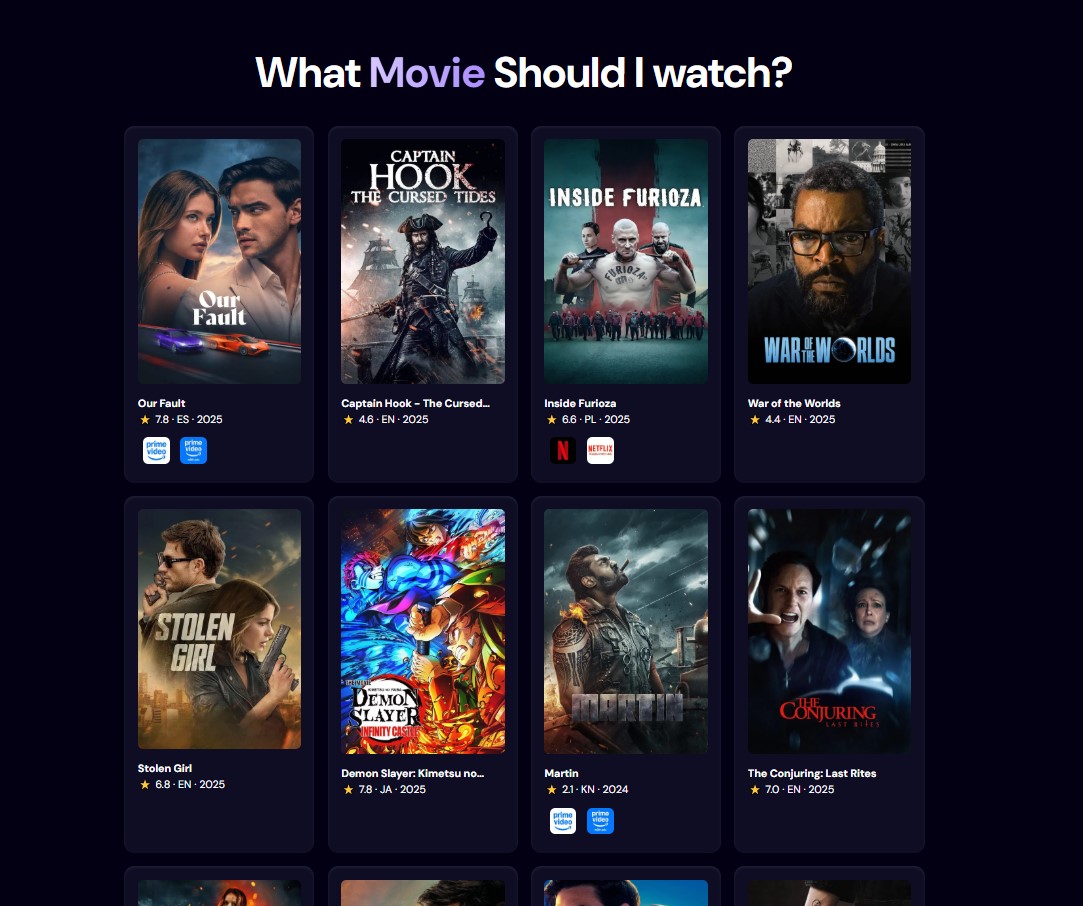 What Movie Should I watch?
Our
Fault
CAPTAIN
HOOK
THE CURSED TIDES
INSIDE FURIOZA
FURIOZA
WAR OF THE WORLDS
Our Fault
Captain Hook - The Cursed...
Inside Furioza
War of the Worlds
7.8 · ES · 2025
4.6 · EN · 2025
6.6 · PL · 2025
4.4 · EN · 2025
prime video
prime video
N
NETFLIX
STOLEN
GIRL
DEMON
SLAYER
INFINITY CASTLE
MARTIN
THE
CONJURING
LAST RITES
Stolen Girl
Demon Slayer: Kimetsu no...
Martin
The Conjuring: Last Rites
6.8 · EN · 2025
7.8 · JA · 2025
2.1 · KN · 2024
7.0 · EN · 2025
prime video
prime video